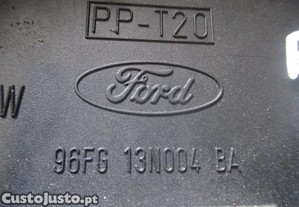 PP-T20
W
Ford
96FG 13N004 BA
CustoJusto.pt